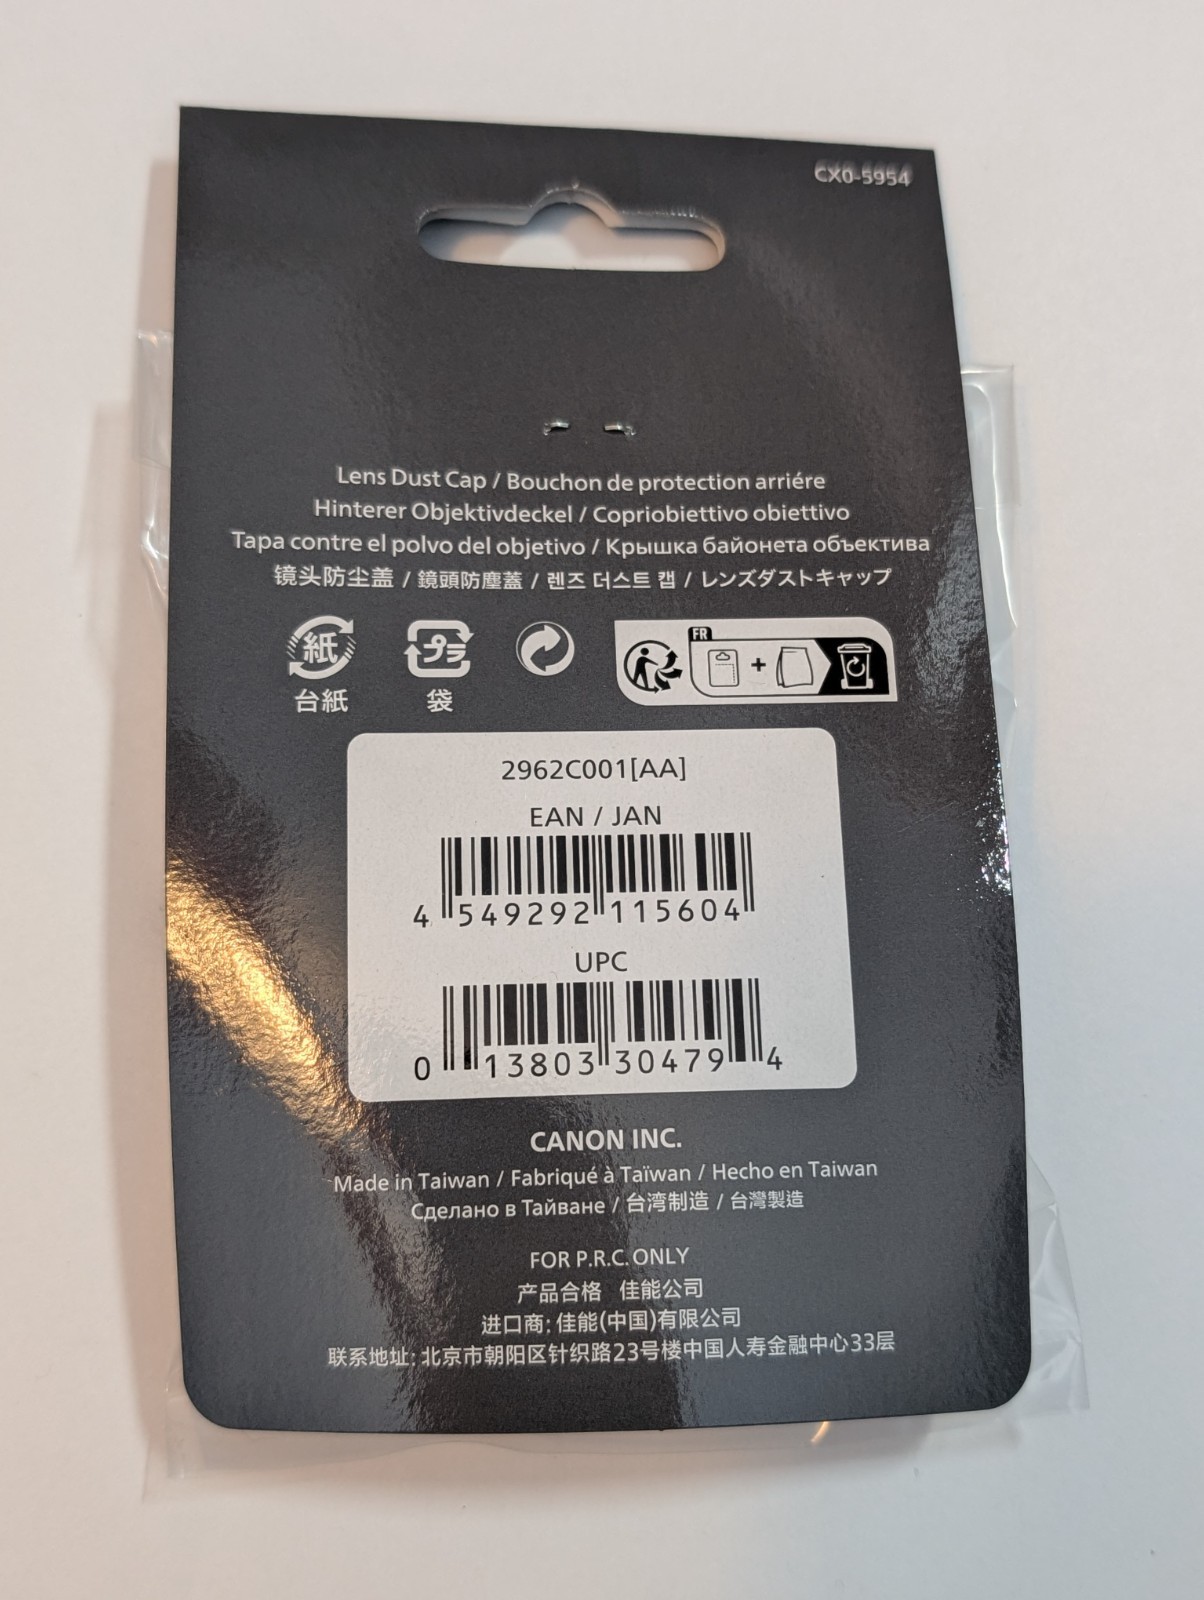 CX0-5954
Lens Dust Cap / Bouchon de protection arriére
Hinterer Objektivdeckel / Copriobiettivo obiettivo
Tapa contre el polvo del objetivo / Крышка байонета объектива
镜头防尘盖 / 鏡頭防塵蓋 / 렌즈 더스트 캡 / レンズダストキャップ
紙 プラ FR
台紙 袋
2962C001[AA]
EAN / JAN
4 549292 115604
UPC
0 13803 30479 4
CANON INC.
Made in Taiwan / Fabriqué à Taïwan / Hecho en Taiwan
Сделано в Тайване / 台湾制造 / 台灣製造
FOR P.R.C. ONLY
产品合格 佳能公司
进口商: 佳能(中国)有限公司
联系地址: 北京市朝阳区针织路23号楼中国人寿金融中心33层